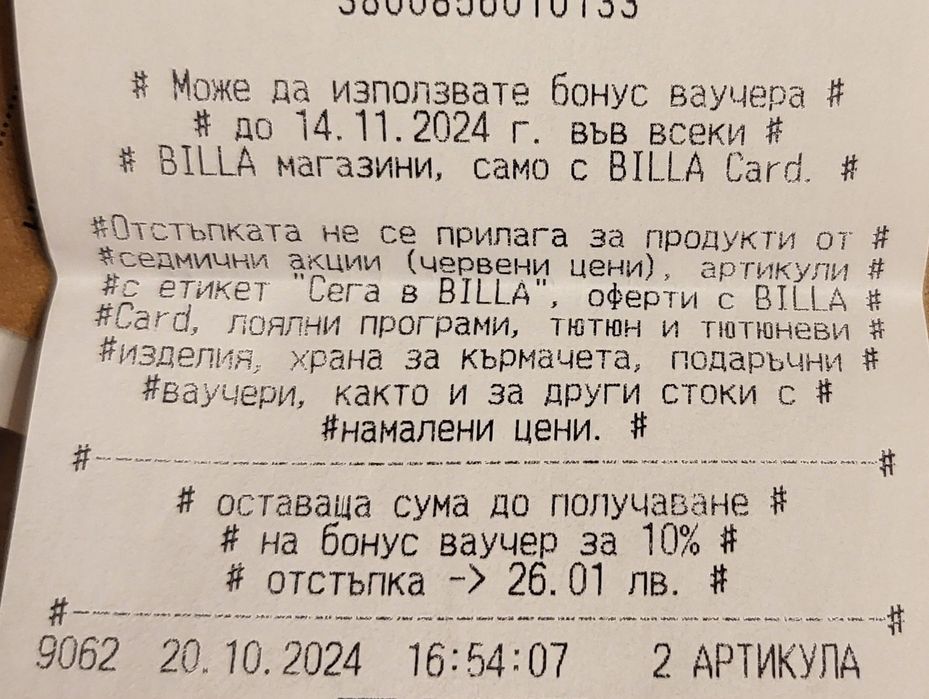 3800856010133
# Може да използвате бонус ваучера #
# до 14.11.2024 г. във всеки #
# BILLA магазини, само с BILLA Card. #
#Отстъпката не се прилага за продукти от #
#седмични акции (червени цени), артикули #
#с етикет "Сега в BILLA", оферти с BILLA #
#Card, лоялни програми, тютюн и тютюневи #
#изделия, храна за кърмачета, подаръчни #
#ваучери, както и за други стоки с #
#намалени цени. #
#----------------------------------------#
# оставаща сума до получаване #
# на бонус ваучер за 10% #
# отстъпка -> 26.01 лв. #
#----------------------------------------#
9062 20.10.2024 16:54:07 2 АРТИКУЛА